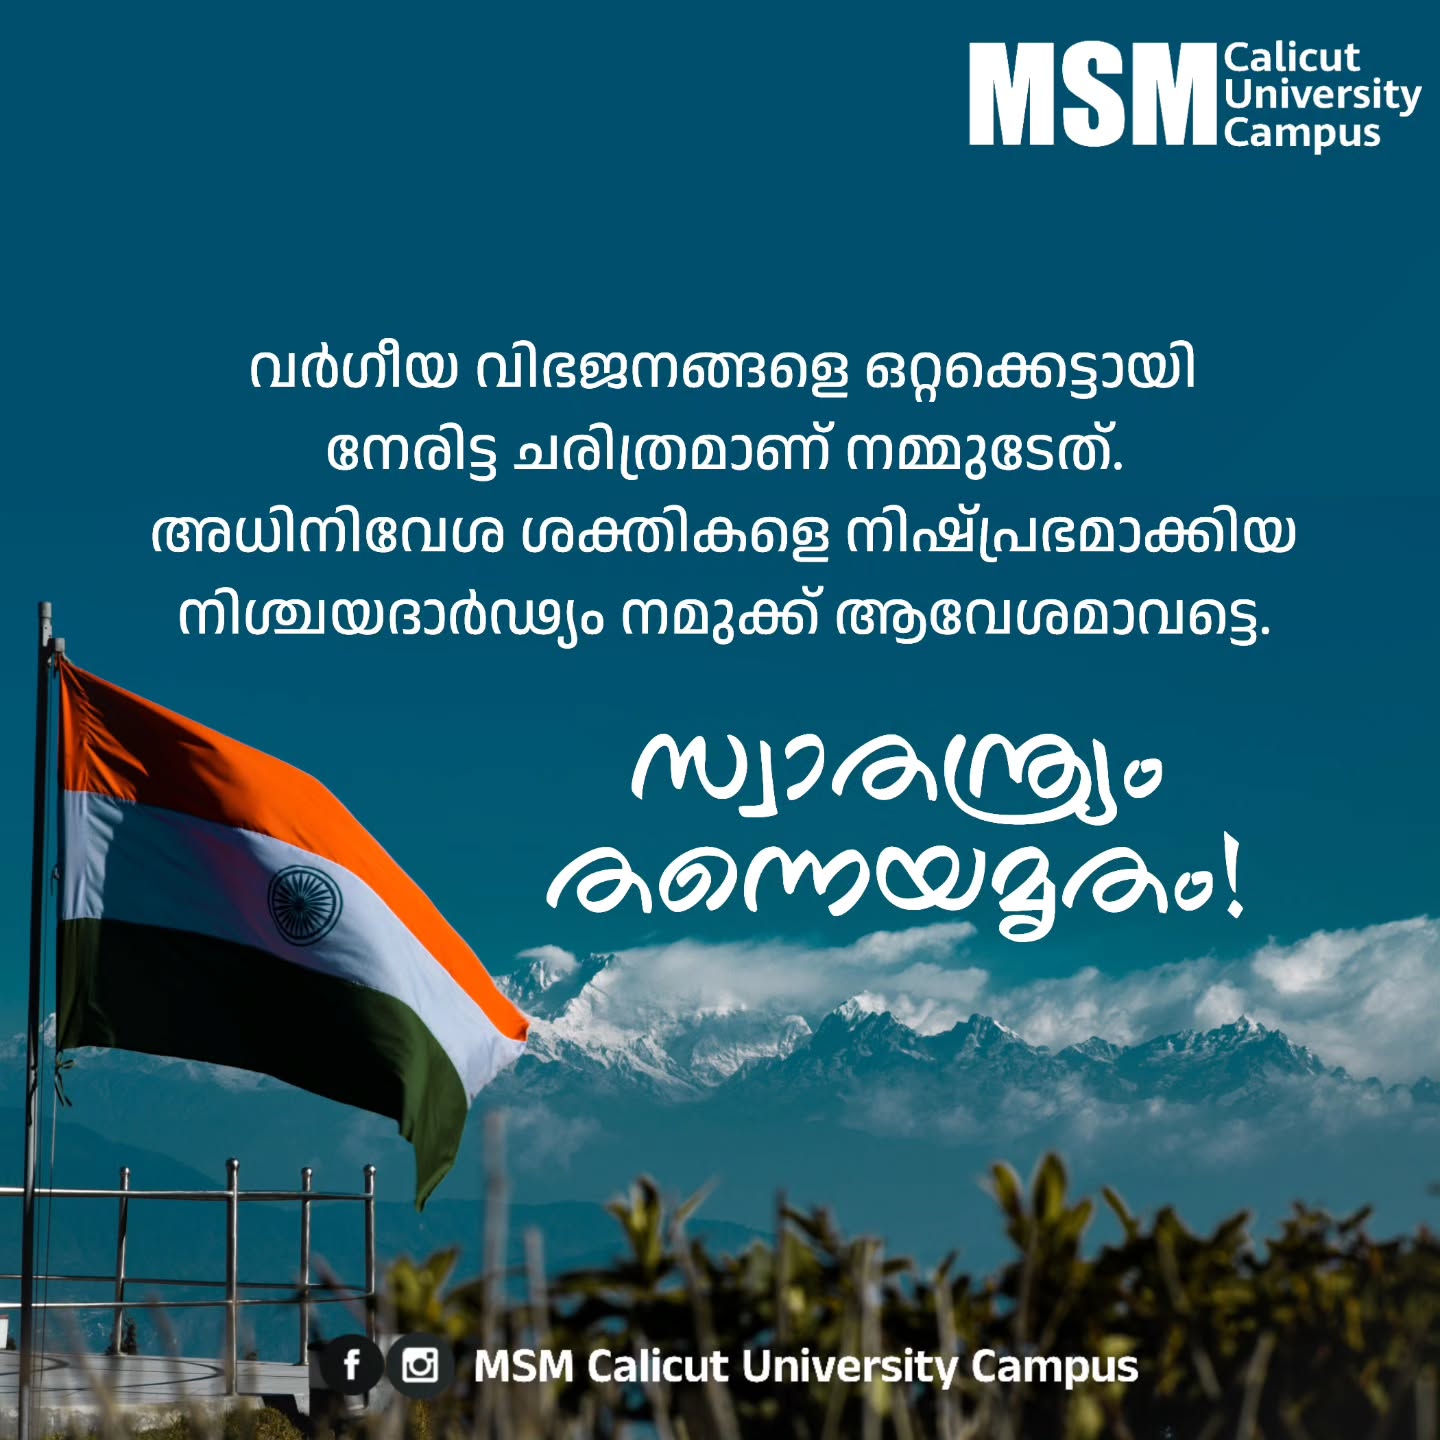 MSM Calicut
University
Campus
വർഗീയ വിഭജനങ്ങളെ ഒറ്റക്കെട്ടായി
നേരിട്ട ചരിത്രമാണ് നമ്മുടേത്.
അധിനിവേശ ശക്തികളെ നിഷ്പ്രഭമാക്കിയ
നിശ്ചയദാർഢ്യം നമുക്ക് ആവേശമാവട്ടെ.
സ്വാതന്ത്ര്യം
തന്നെയമൃതം!
MSM Calicut University Campus